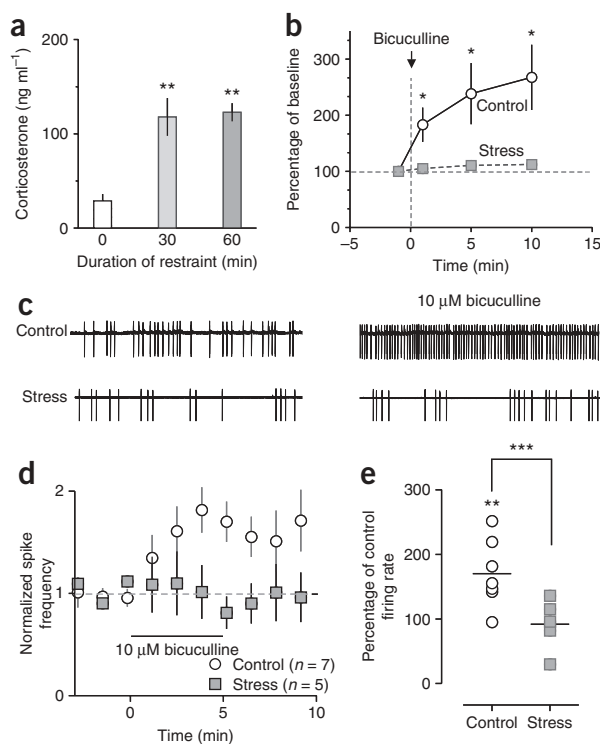 a
Corticosterone (ng ml⁻¹)
200
100
0
**
**
0 30 60
Duration of restraint (min)
b
Percentage of baseline
Bicuculline
300
200
100
0
*
*
*
Control
Stress
–5 0 5 10 15
Time (min)
c
10 μM bicuculline
Control
Stress
d
Normalized spike
frequency
2
1
0
10 μM bicuculline
Control (n = 7)
Stress (n = 5)
0 5 10
Time (min)
e
Percentage of control
firing rate
***
300
**
200
100
0
Control Stress